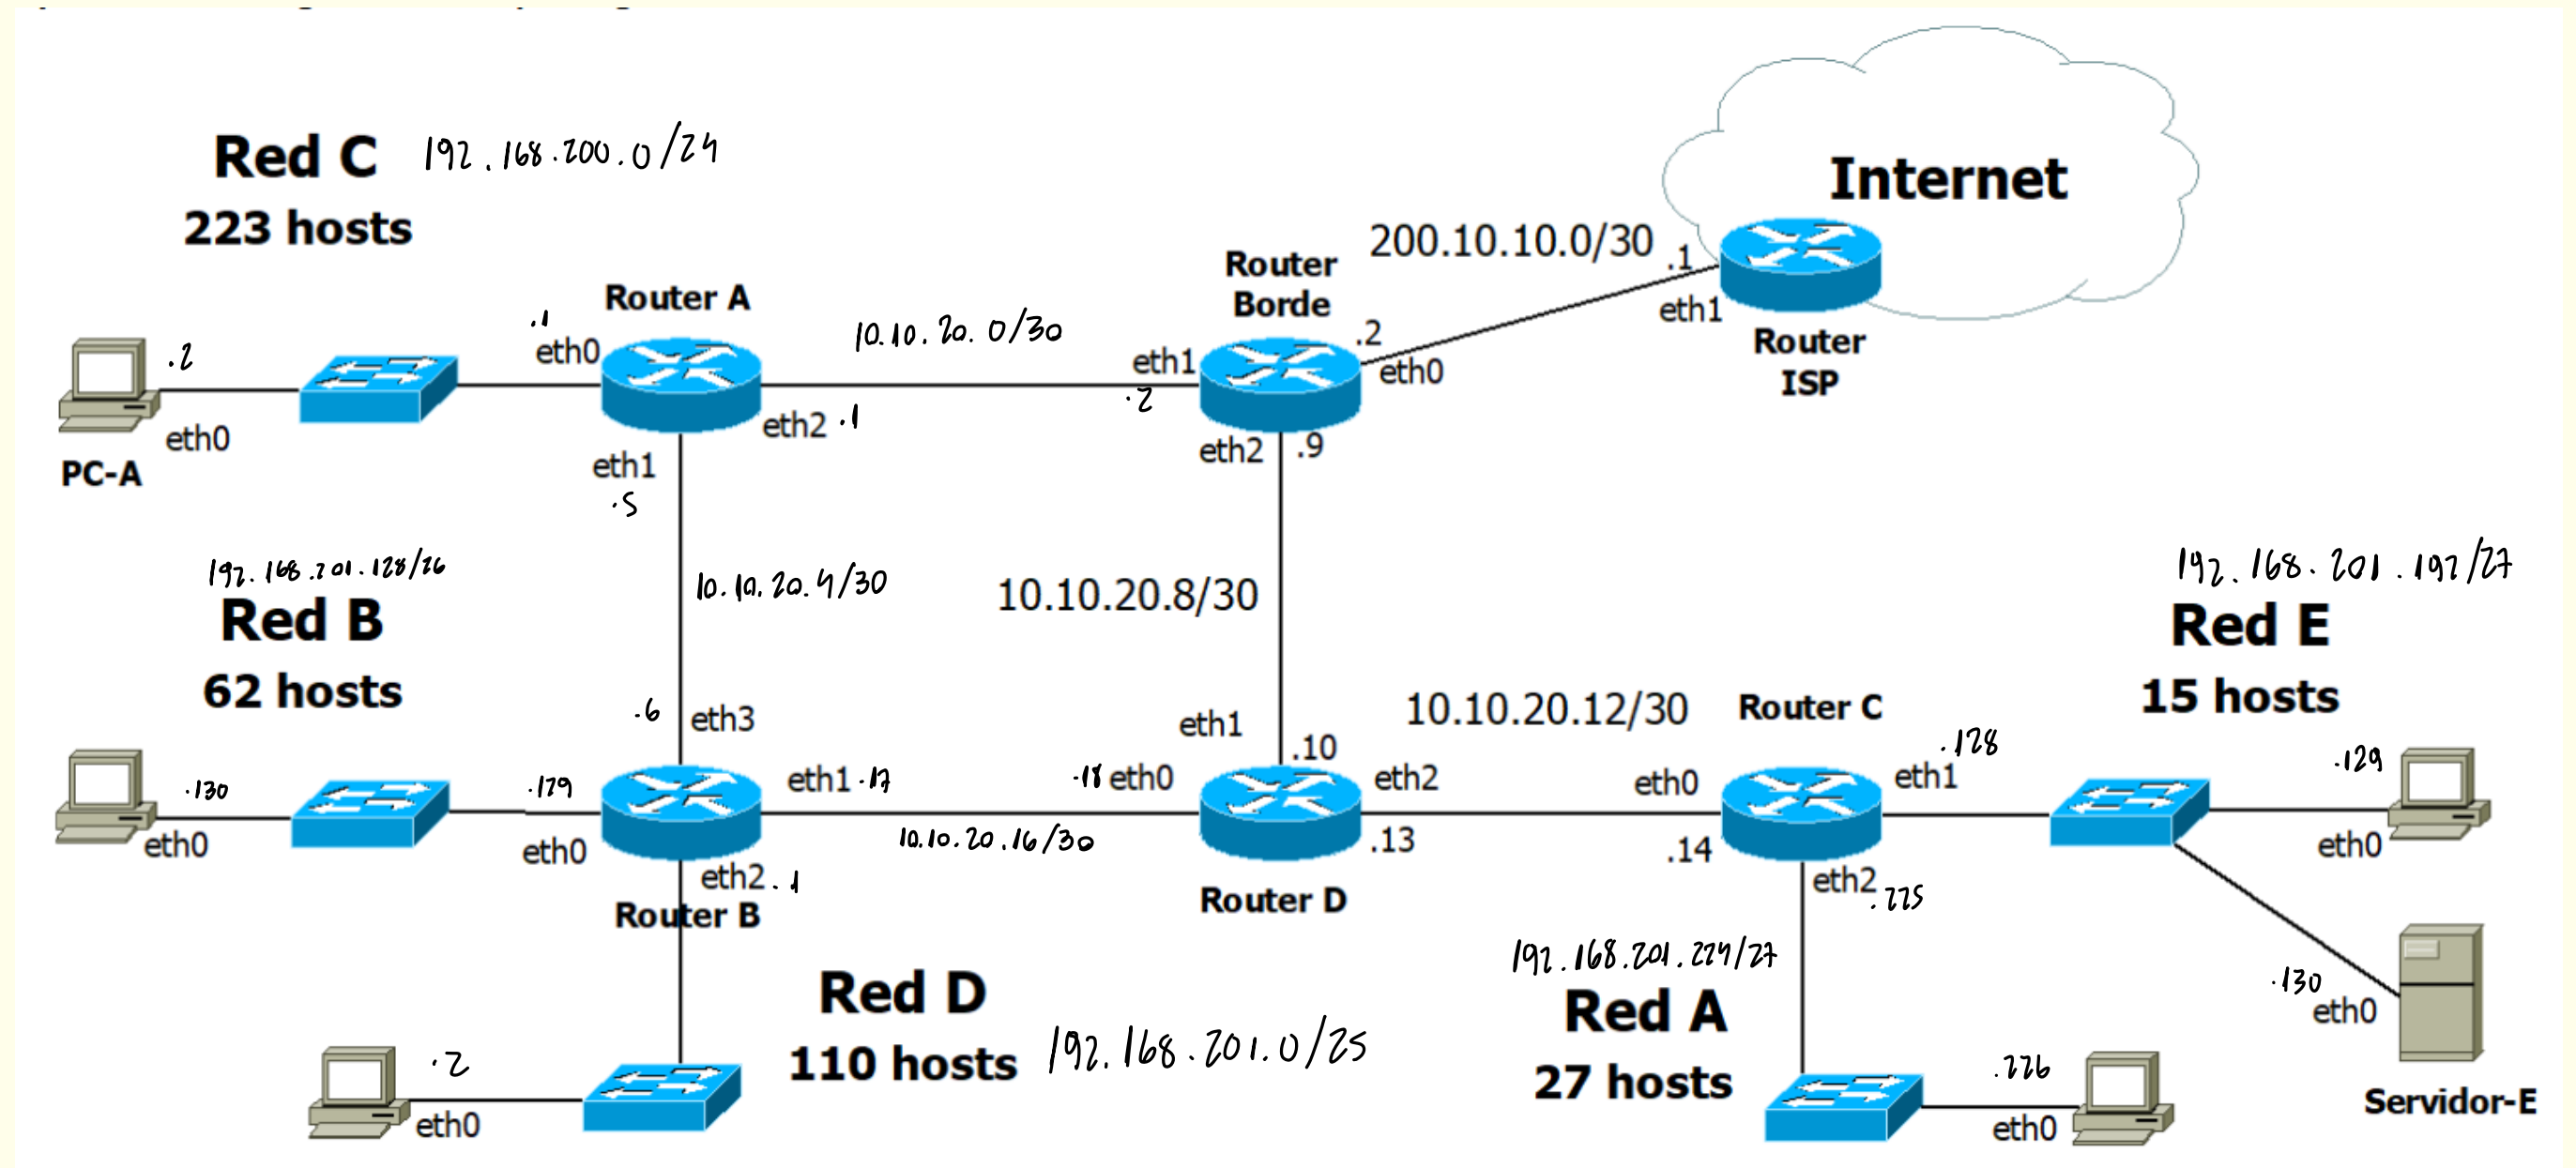 Red C 192.168.200.0/24
223 hosts
Internet
200.10.10.0/30
.1
eth1
Router
ISP
Router
Borde
.2
eth0
eth1
.2
eth2
.9
Router A
.1
eth0
10.10.20.0/30
eth2 .1
eth1
.5
.2
eth0
PC-A
192.168.201.128/26
Red B
62 hosts
10.10.20.4/30
10.10.20.8/30
192.168.201.192/27
Red E
15 hosts
.6
eth3
eth1
.10
10.10.20.12/30
Router C
.130
eth0
.129
eth0
eth1 .17
.18 eth0
10.10.20.16/30
eth2
.13
eth0
.14
.128
eth1
.129
eth0
eth2 .1
Router B
Router D
eth2
.225
192.168.201.224/27
Red A
27 hosts
.130
eth0
Servidor-E
Red D
110 hosts
192.168.201.0/25
.2
eth0
.226
eth0